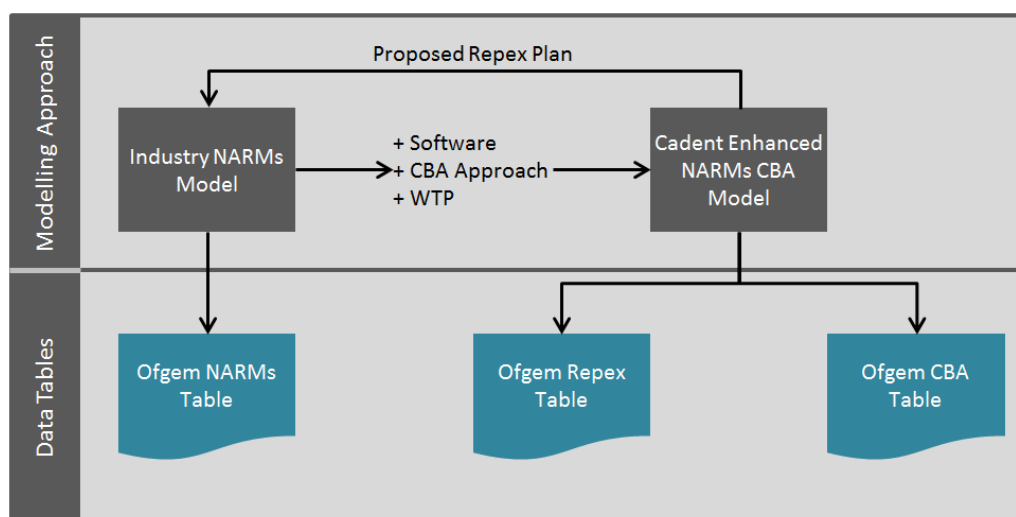 Modelling Approach
Proposed Repex Plan
Industry NARMs
Model
+ Software
+ CBA Approach
+ WTP
Cadent Enhanced
NARMs CBA
Model
Data Tables
Ofgem NARMs
Table
Ofgem Repex
Table
Ofgem CBA
Table